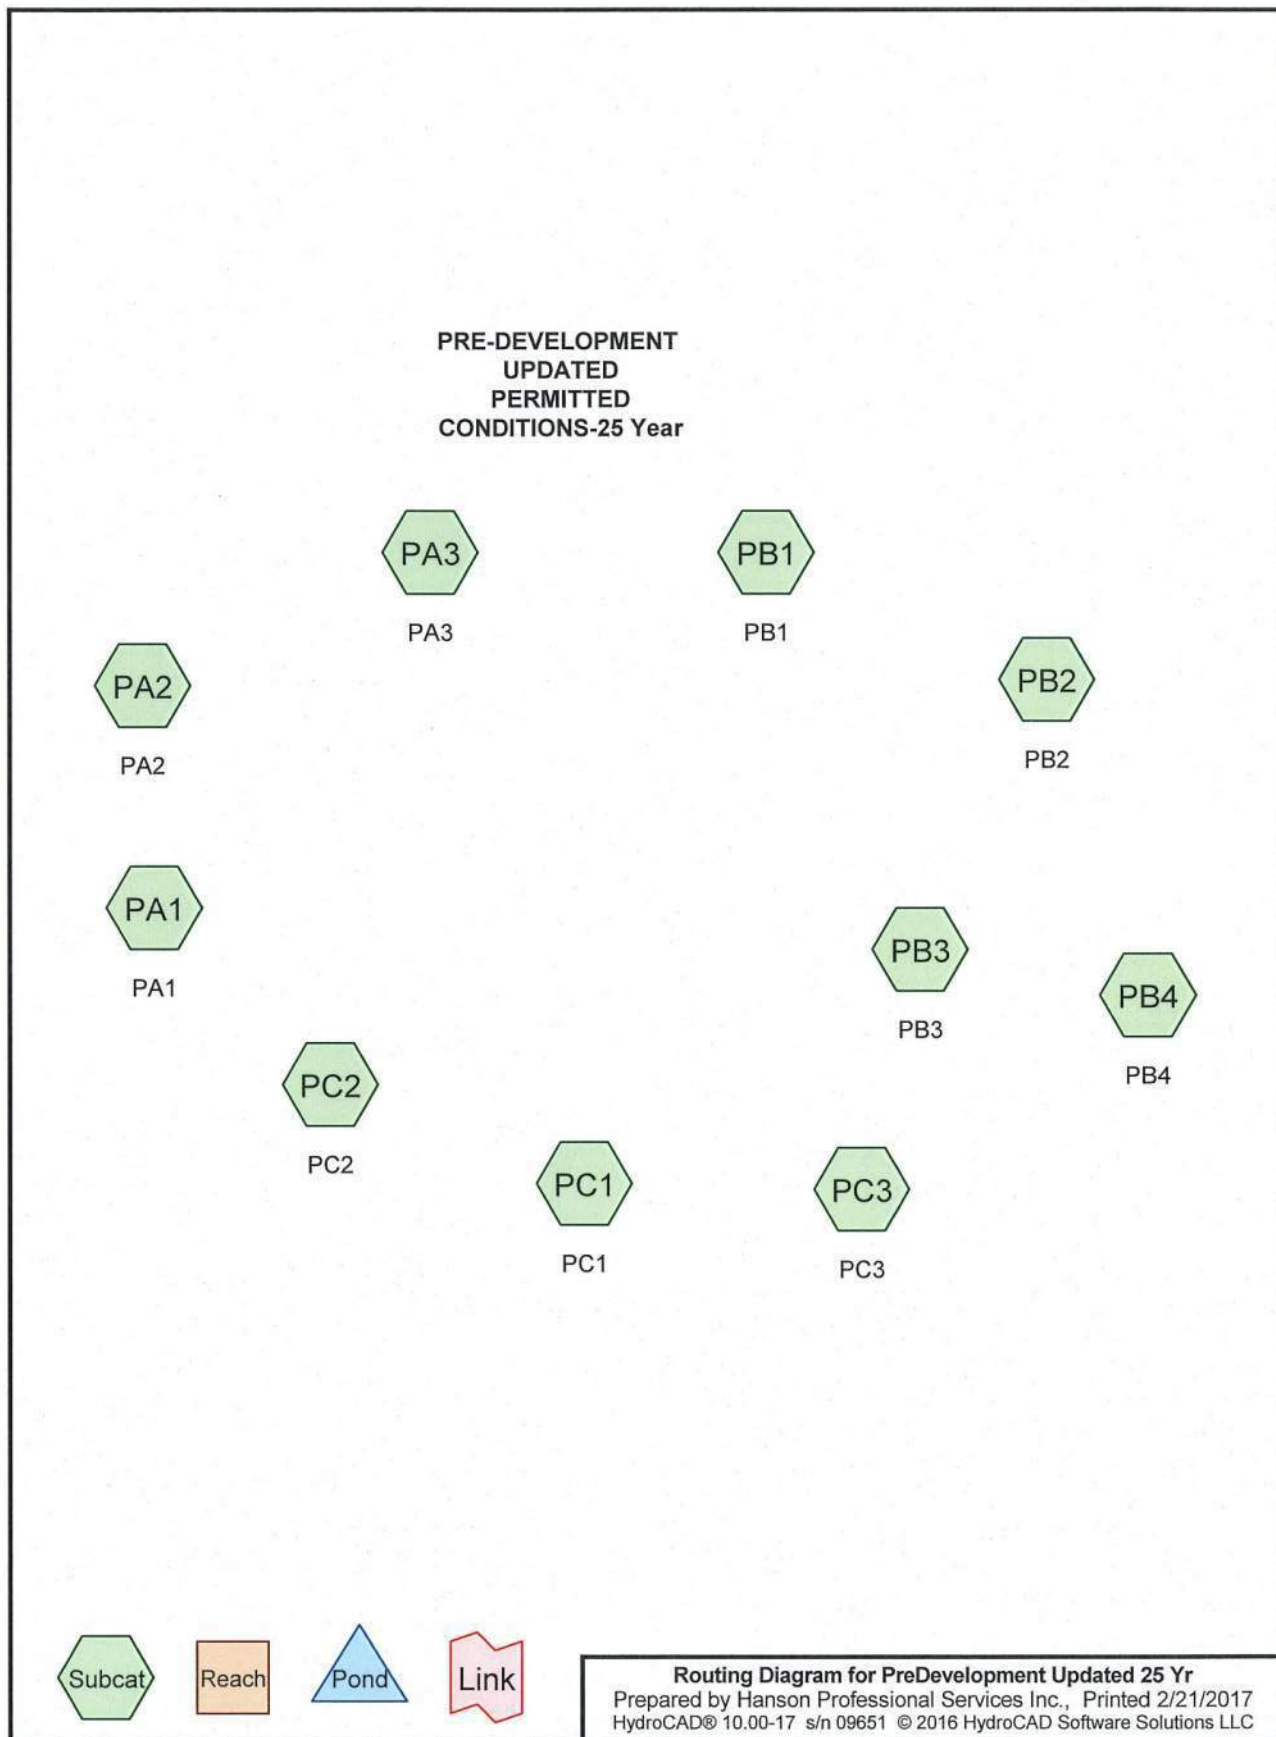 PRE-DEVELOPMENT
UPDATED
PERMITTED
CONDITIONS-25 Year
PA3
PA3
PB1
PB1
PA2
PA2
PB2
PB2
PA1
PA1
PB3
PB3
PB4
PB4
PC2
PC2
PC1
PC1
PC3
PC3
Subcat
Reach
Pond
Link
Routing Diagram for PreDevelopment Updated 25 Yr
Prepared by Hanson Professional Services Inc., Printed 2/21/2017
HydroCAD® 10.00-17 s/n 09651 © 2016 HydroCAD Software Solutions LLC